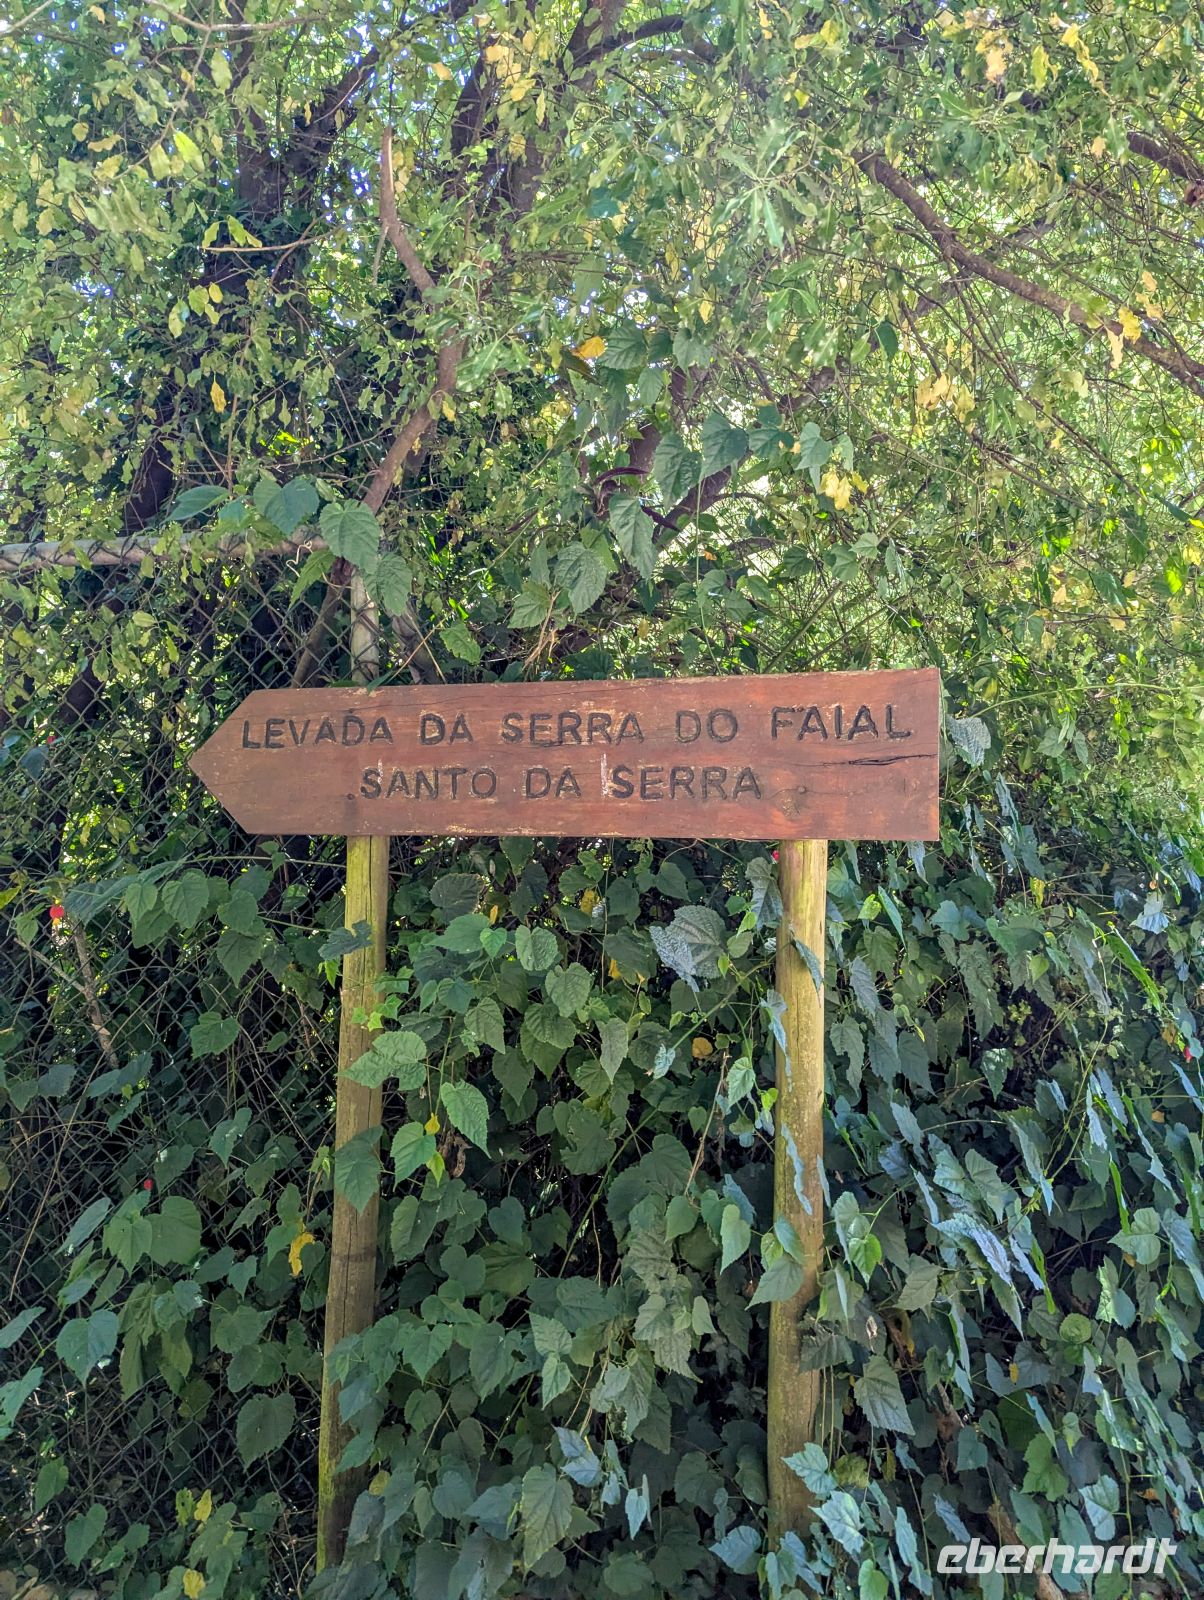 LEVADA DA SERRA DO FAIAL
SANTO DA SERRA
eberhardt